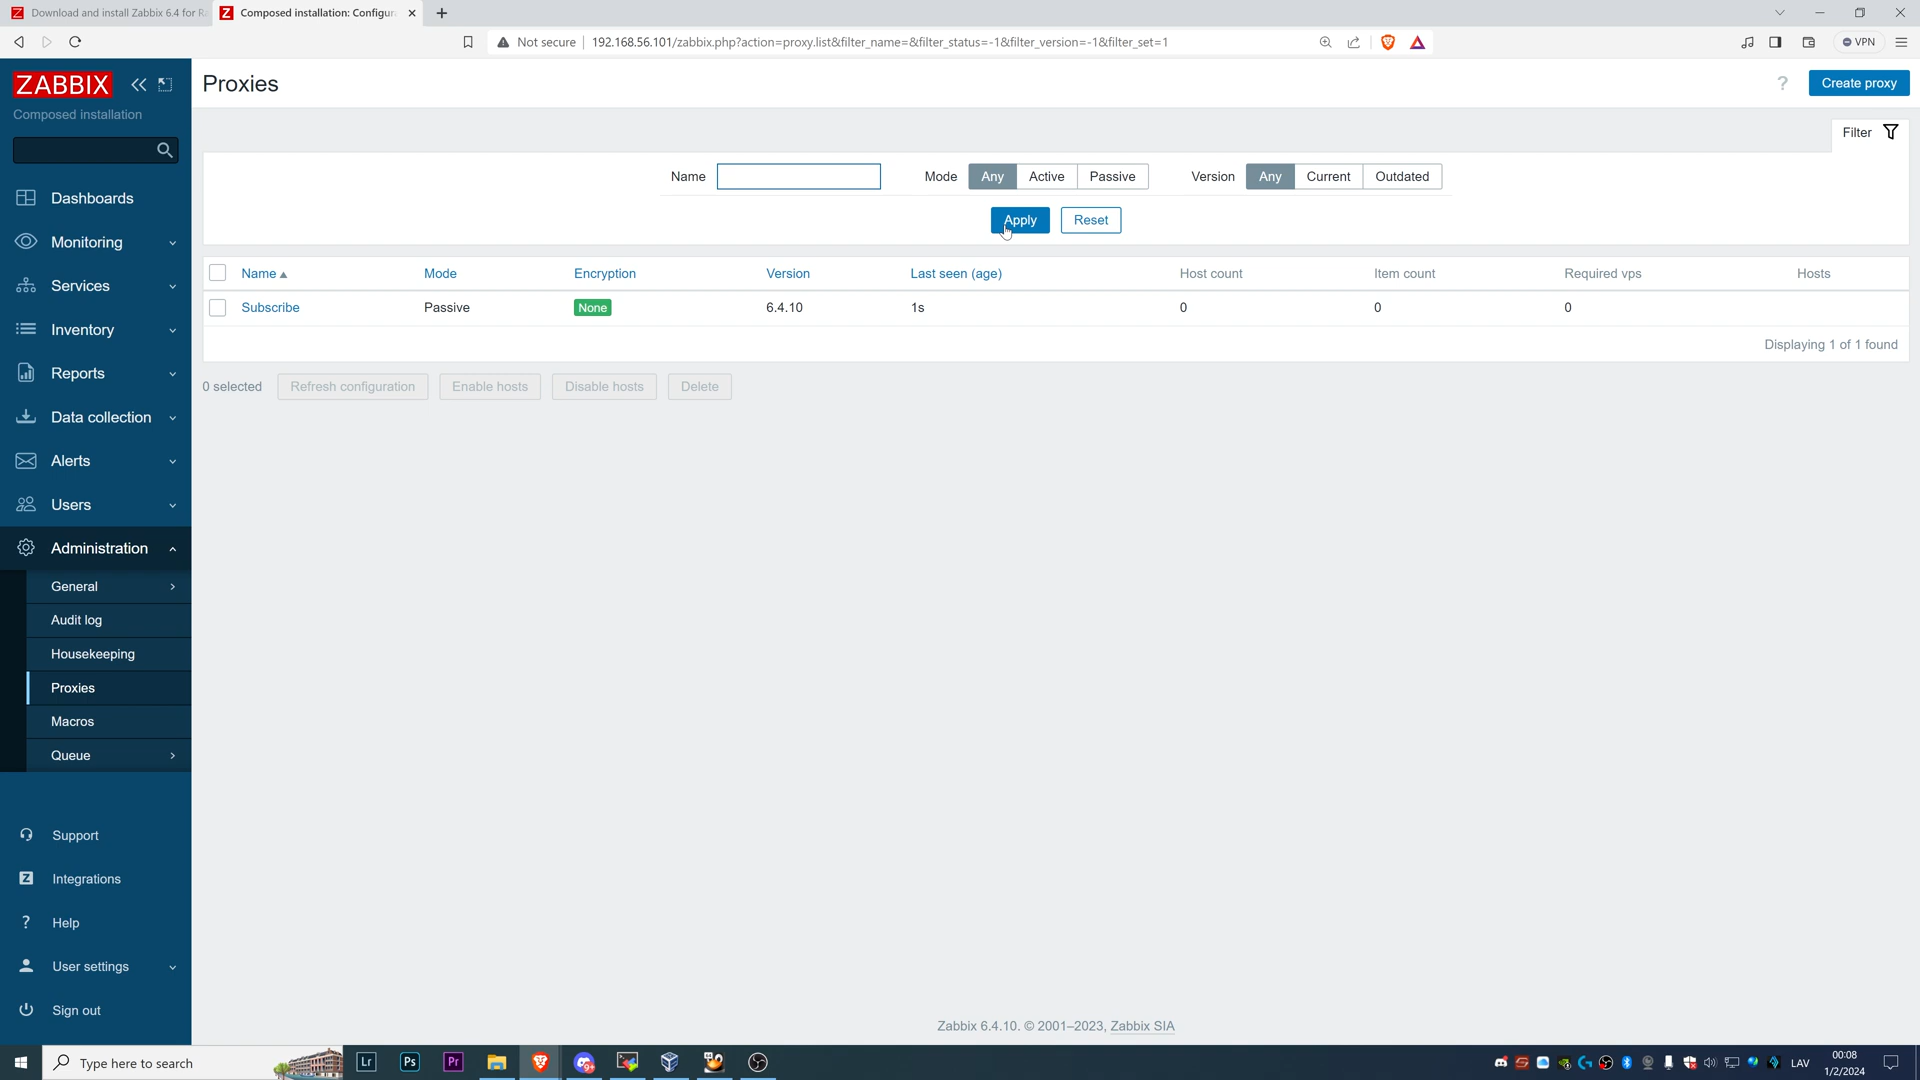 Download and install Zabbix 6.4 for R
Composed installation: Configur
Not secure
192.168.56.101/zabbix.php?action=proxy.list&filter_name=&filter_status=-1&filter_version=-1&filter_set=1
VPN
ZABBIX
Composed installation
Dashboards
Monitoring
Services
Inventory
Reports
Data collection
Alerts
Users
Administration
General
Audit log
Housekeeping
Proxies
Macros
Queue
Support
Integrations
Help
User settings
Sign out
Proxies
? Create proxy
Filter
Name Mode Any Active Passive Version Any Current Outdated
Apply Reset
Name Mode Encryption Version Last seen (age) Host count Item count Required vps Hosts
Subscribe Passive None 6.4.10 1s 0 0 0
Displaying 1 of 1 found
0 selected Refresh configuration Enable hosts Disable hosts Delete
Zabbix 6.4.10. © 2001–2023, Zabbix SIA
Type here to search
Lr Ps Pr
LAV
00:08
1/2/2024